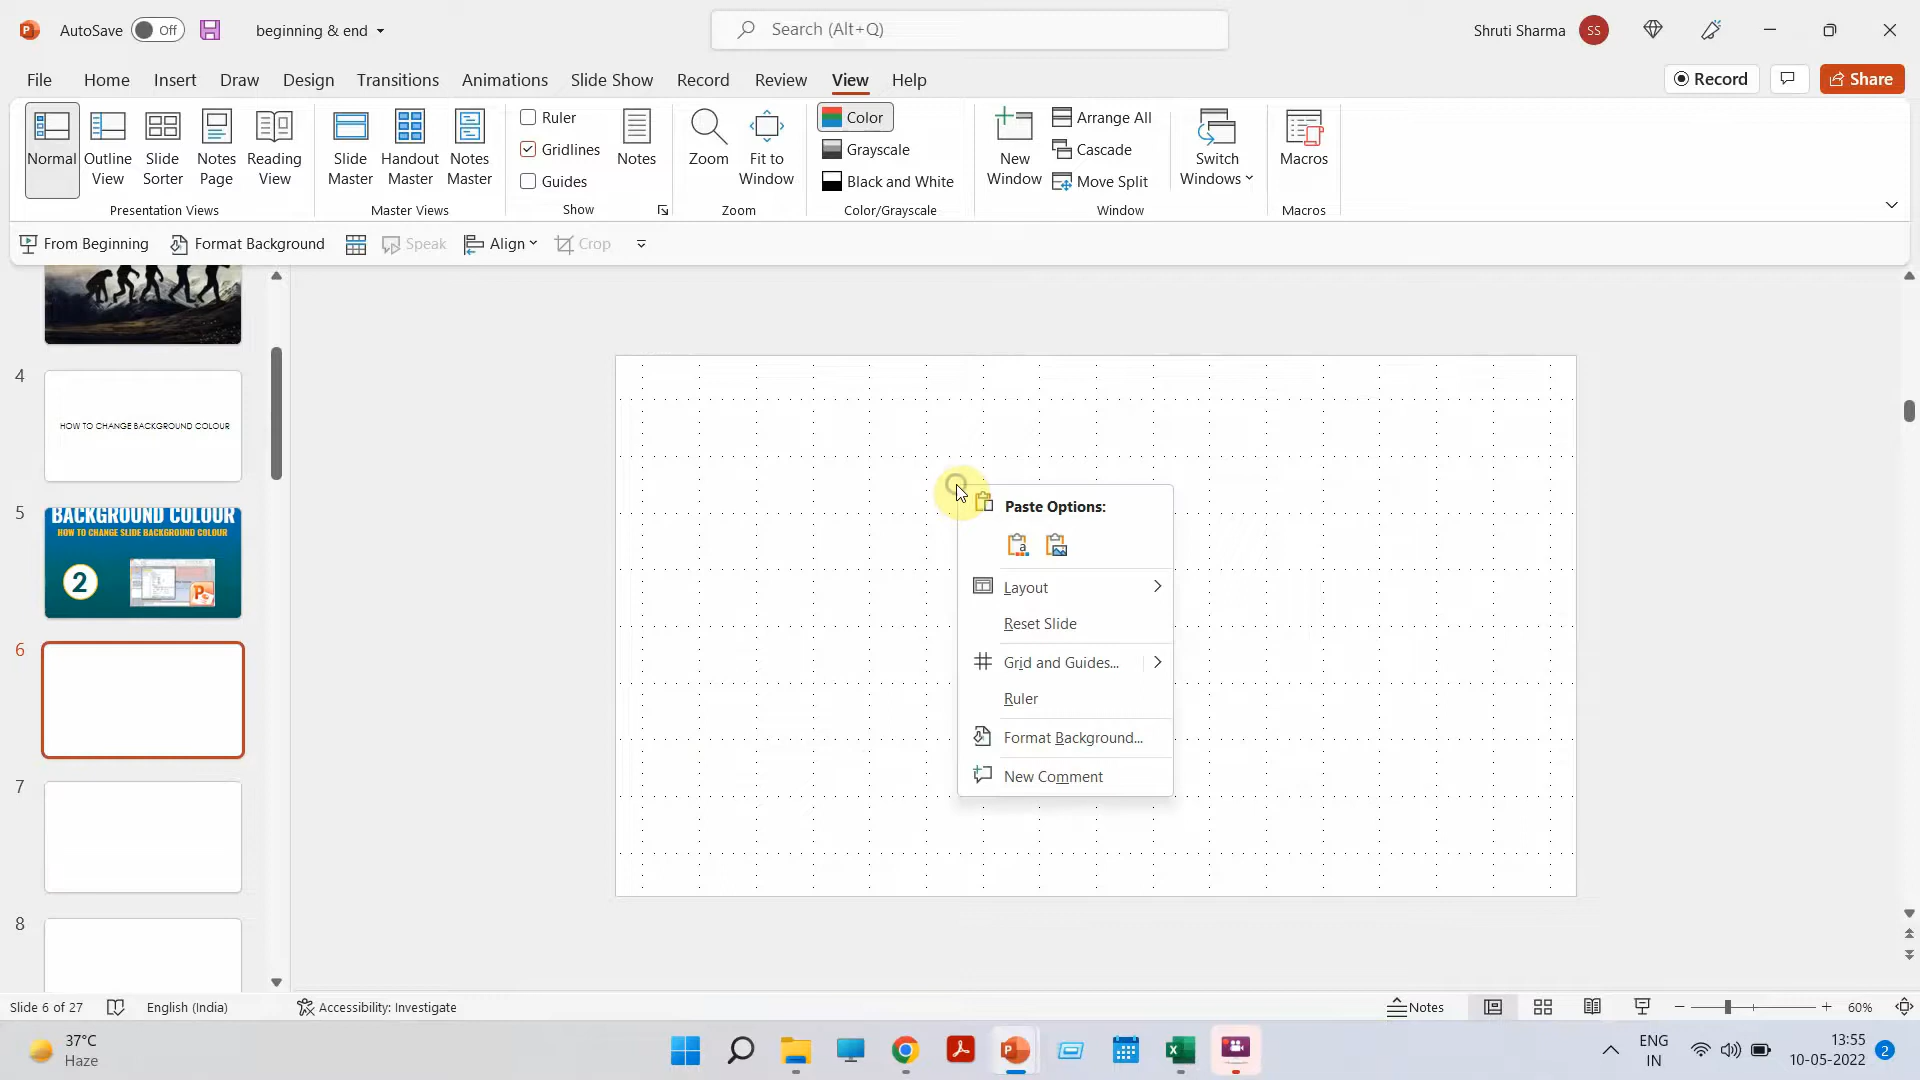 AutoSave Off beginning & end Search (Alt+Q) Shruti Sharma SS
File Home Insert Draw Design Transitions Animations Slide Show Record Review View Help Record Share
Normal
Outline View
Slide Sorter
Notes Page
Reading View
Presentation Views
Slide Master
Handout Master
Notes Master
Master Views
Ruler
Gridlines
Guides
Notes
Show
Zoom
Fit to Window
Zoom
Color
Grayscale
Black and White
Color/Grayscale
New Window
Arrange All
Cascade
Move Split
Switch Windows
Window
Macros
Macros
From Beginning Format Background Speak Align Crop
4
HOW TO CHANGE BACKGROUND COLOUR
5
BACKGROUND COLOUR
HOW TO CHANGE SLIDE BACKGROUND COLOUR
2
6
7
8
Paste Options:
Layout
Reset Slide
Grid and Guides...
Ruler
Format Background...
New Comment
Slide 6 of 27 English (India) Accessibility: Investigate Notes 60%
37°C
Haze
ENG
IN
13:55
10-05-2022
2